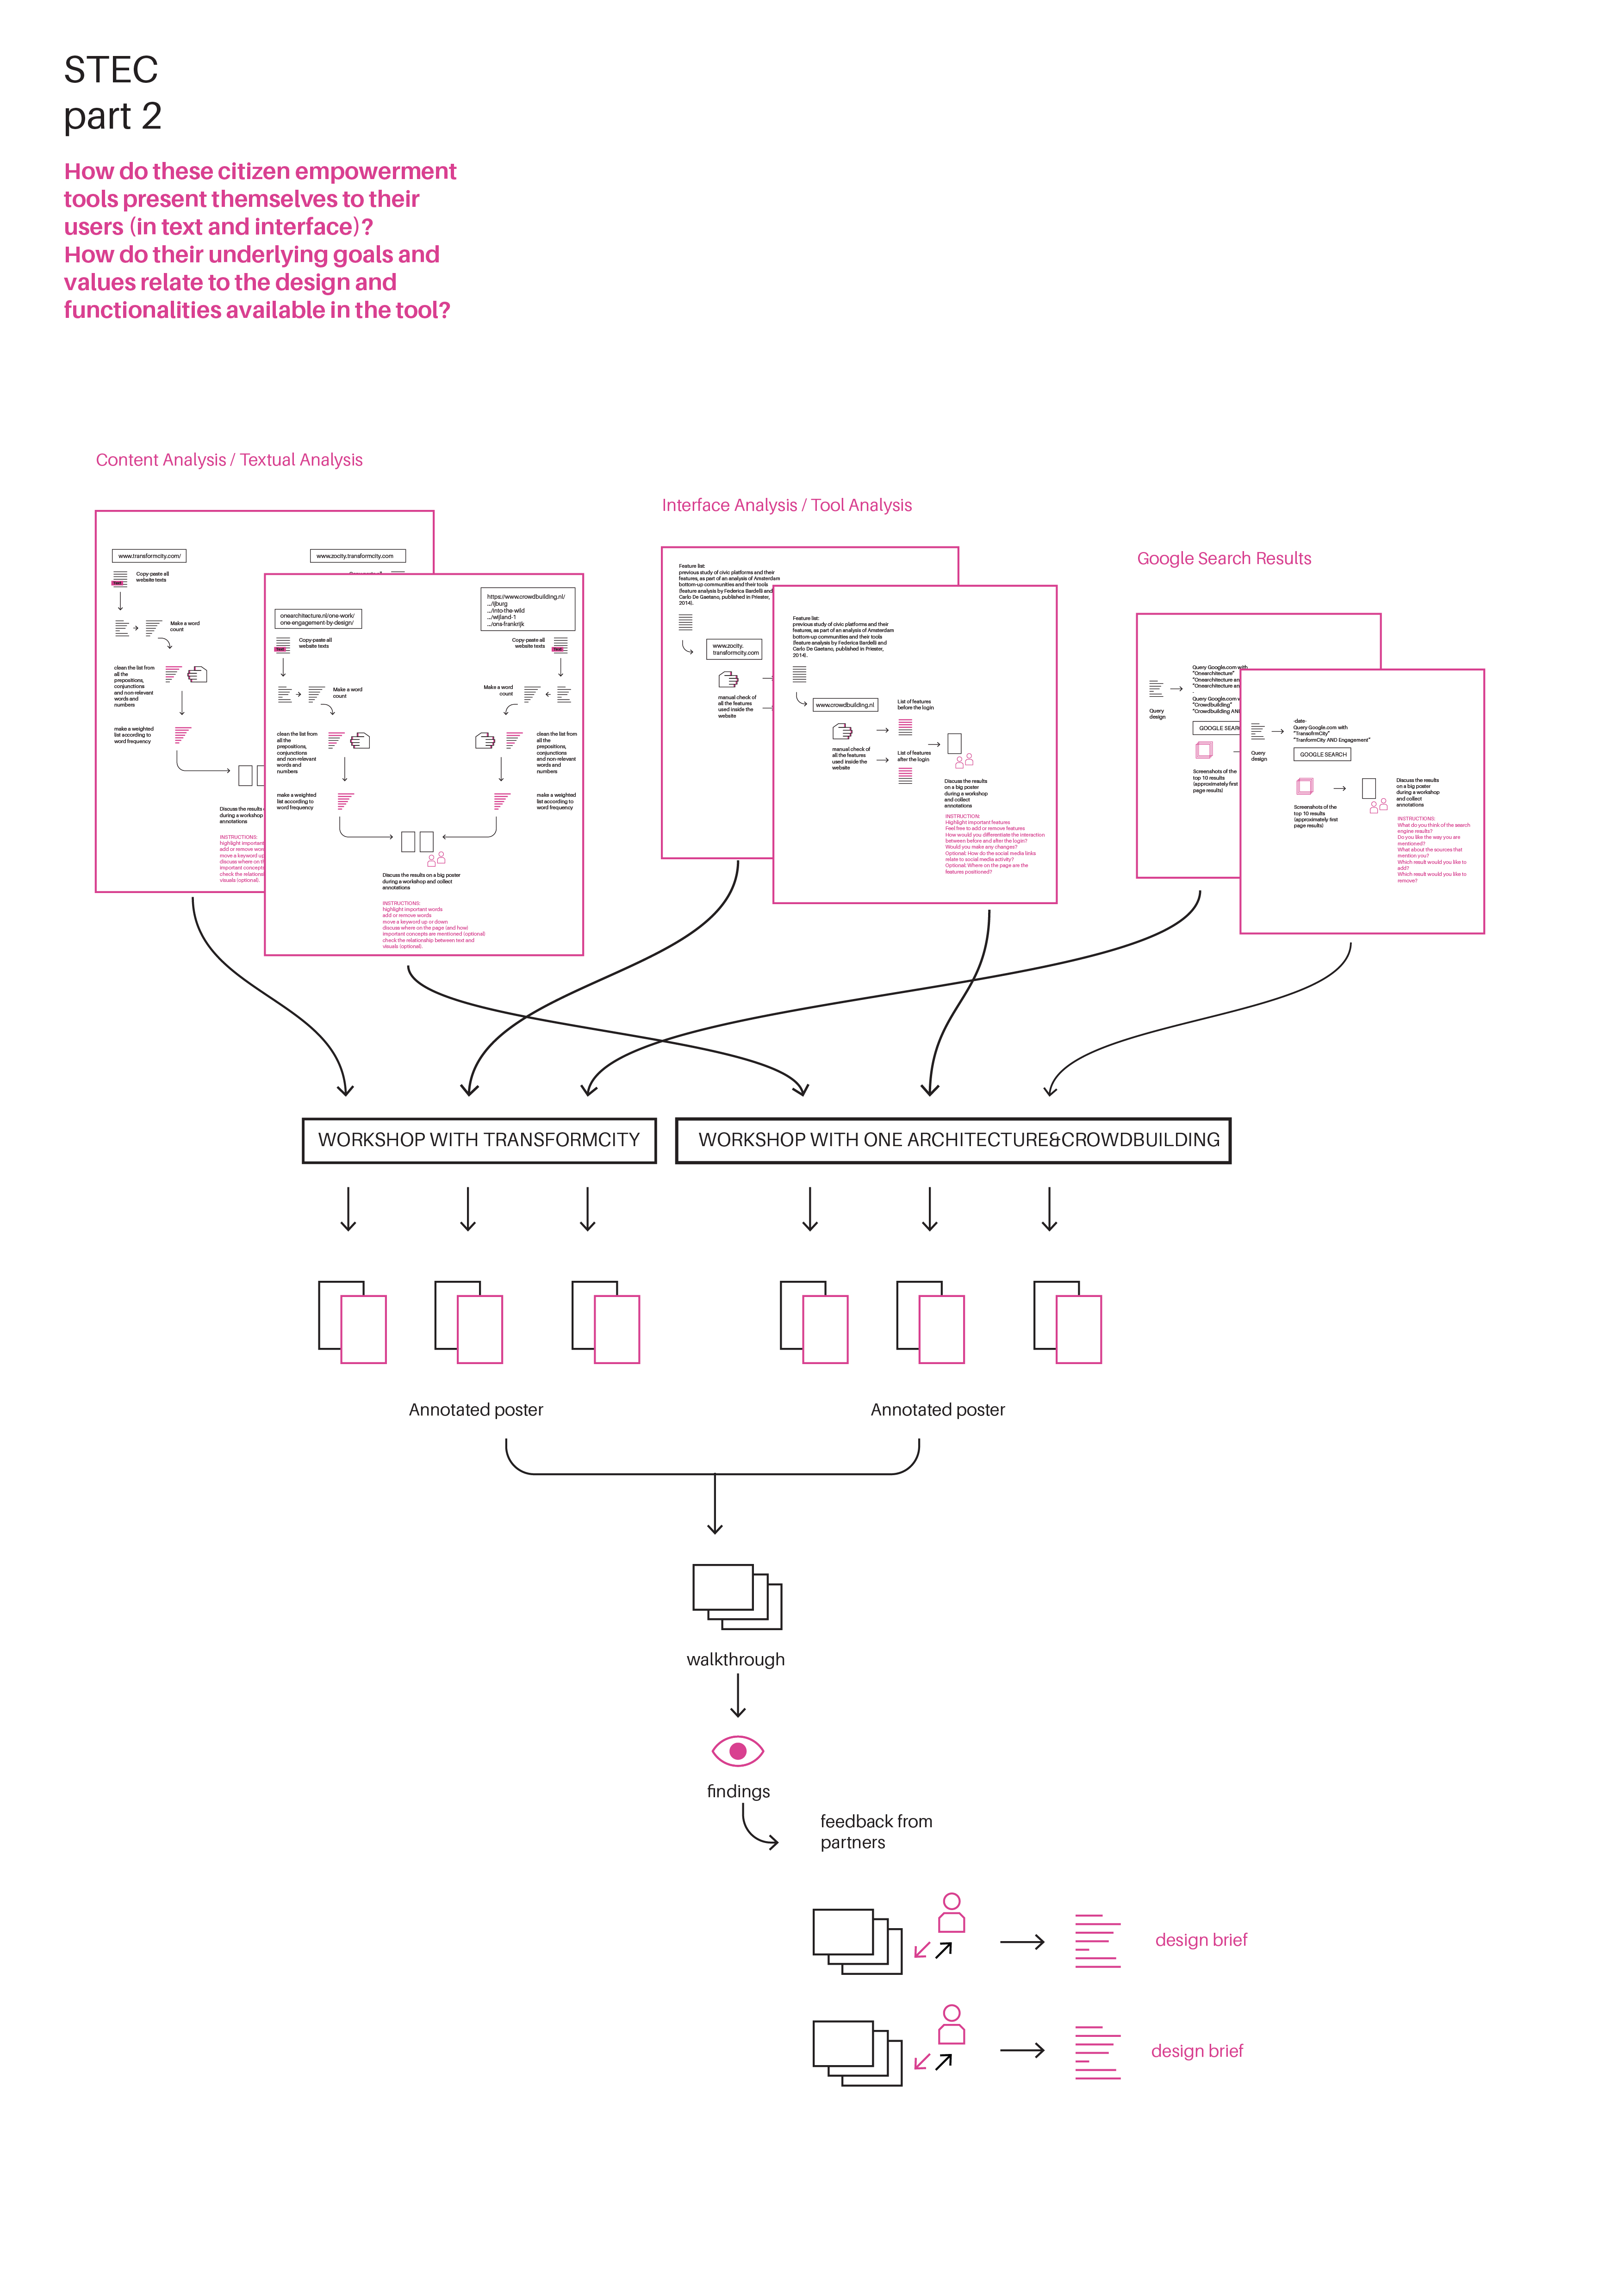 STEC
part 2
How do these citizen empowerment
tools present themselves to their
users (in text and interface)?
How do their underlying goals and
values relate to the design and
functionalities available in the tool?
Content Analysis / Textual Analysis
www.transformcity.com/
www.zocity.transformcity.com
Copy-paste all
website texts
Make a word
count
clean the list from
all the
prepositions,
conjunctions
and non-relevant
words and
numbers
make a weighted
list according to
word frequency
Discuss the results
during a workshop
annotations
INSTRUCTIONS:
highlight important
add or remove
move a keyword up
discuss where on
important concepts
check the
visuals (optional).
onearchitecture.nl/one-work/
one-engagement-by-design/
https://www.crowdbuilding.nl/
.../ijburg
.../into-the-wild
.../wijland-1
.../ons-frankrijk
Copy-paste all
website texts
Copy-paste all
website texts
Make a word
count
Make a word
count
clean the list from
all the
prepositions,
conjunctions
and non-relevant
words and
numbers
clean the list from
all the
prepositions,
conjunctions
and non-relevant
words and
numbers
make a weighted
list according to
word frequency
make a weighted
list according to
word frequency
Discuss the results on a big poster
during a workshop and collect
annotations
INSTRUCTIONS:
highlight important words
add or remove words
move a keyword up or down
discuss where on the page (and how)
important concepts are mentioned (optional)
check the relationship between text and
visuals (optional).
Interface Analysis / Tool Analysis
Feature list:
previous study of civic platforms and their
features, as part of an analysis of Amsterdam
bottom-up communities and their tools
(feature analysis by Federica Bardelli and
Carlo De Gaetano, published in Priester,
2014).
www.zocity.
transformcity.com
manual check of
all the features
used inside the
website
Feature list:
previous study of civic platforms and their
features, as part of an analysis of Amsterdam
bottom-up communities and their tools
(feature analysis by Federica Bardelli and
Carlo De Gaetano, published in Priester,
2014).
www.crowdbuilding.nl
manual check of
all the features
used inside the
website
List of features
before the login
List of features
after the login
Discuss the results
on a big poster
during a workshop
and collect
annotations
INSTRUCTION:
Highlight important features
Feel free to add or remove features
How would you differentiate the interaction
between before and after the login?
Would you make any changes?
Optional: How do the social media links
relate to social media activity?
Optional: Where on the page are the
features positioned?
Google Search Results
Query
design
Query Google.com with
"Onearchitecture"
"Onearchitecture an
"Onearchitecture an
Query Google.com
"Crowdbuilding"
"Crowdbuilding AN
GOOGLE SEAR
Screenshots of the
top 10 results
(approximately first
page results)
-date-
Query Google.com with
"TransofrmCity"
"TranformCity AND Engagement"
Query
design
GOOGLE SEARCH
Screenshots of the
top 10 results
(approximately first
page results)
Discuss the results
on a big poster
during a workshop
and collect
annotations
INSTRUCTIONS:
What do you think of the search
engine results?
Do you like the way you are
mentioned?
What about the sources that
mention you?
Which result would you like to
add?
Which result would you like to
remove?
WORKSHOP WITH TRANSFORMCITY
WORKSHOP WITH ONE ARCHITECTURE&CROWDBUILDING
Annotated poster
Annotated poster
walkthrough
findings
feedback from
partners
design brief
design brief